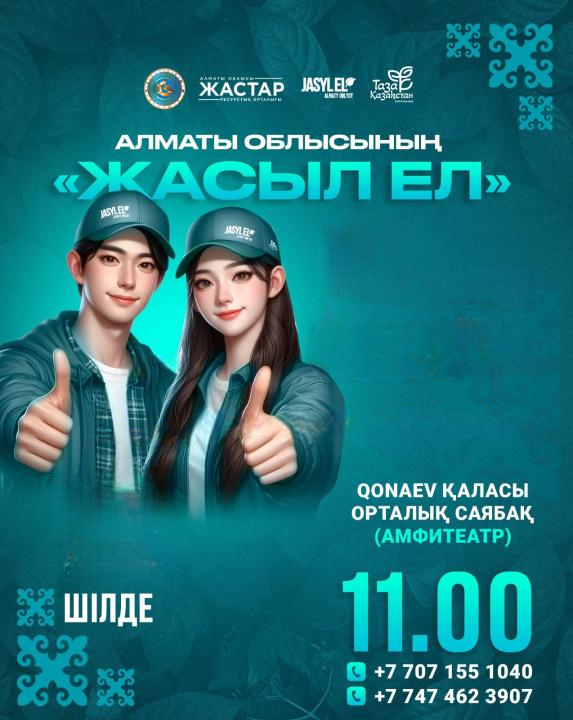 АЛМАТЫ ОБЛЫСЫ
ЖАСТАР
РЕСУРСТЫҚ ОРТАЛЫҒЫ
JASYL EL
ALMATY OBLYSY
Таза
Қазақстан
АЛМАТЫ ОБЛЫСЫНЫҢ
«ЖАСЫЛ ЕЛ»
JASYL EL
JASYL EL
QONAEV ҚАЛАСЫ
ОРТАЛЫҚ САЯБАҚ
(АМФИТЕАТР)
ШІЛДЕ
11.00
+7 707 155 1040
+7 747 462 3907